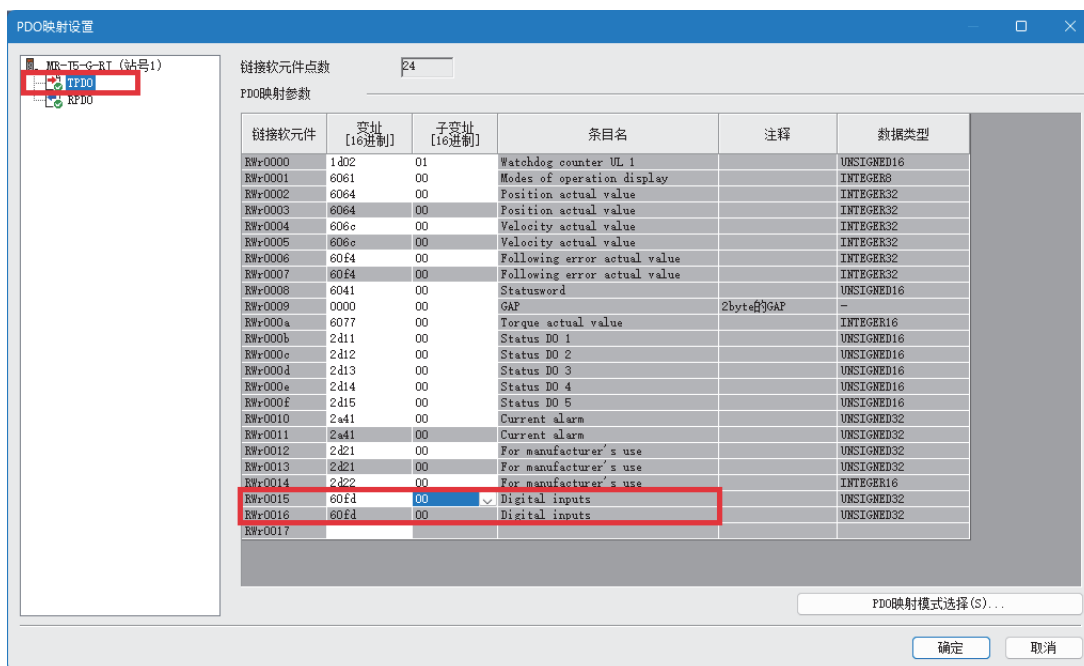 PDO映射设置
MR-J5-G-RJ (站号1)
TPDO
RPDO
链接软元件点数 24
PDO映射参数
链接软元件 变址 [16进制] 子变址 [16进制] 条目名 注释 数据类型
RWr0000 1d02 01 Watchdog counter UL 1 UNSIGNED16
RWr0001 6061 00 Modes of operation display INTEGER8
RWr0002 6064 00 Position actual value INTEGER32
RWr0003 6064 00 Position actual value INTEGER32
RWr0004 606c 00 Velocity actual value INTEGER32
RWr0005 606c 00 Velocity actual value INTEGER32
RWr0006 60f4 00 Following error actual value INTEGER32
RWr0007 60f4 00 Following error actual value INTEGER32
RWr0008 6041 00 Statusword UNSIGNED16
RWr0009 0000 00 GAP 2byte的GAP -
RWr000a 6077 00 Torque actual value INTEGER16
RWr000b 2d11 00 Status DO 1 UNSIGNED16
RWr000c 2d12 00 Status DO 2 UNSIGNED16
RWr000d 2d13 00 Status DO 3 UNSIGNED16
RWr000e 2d14 00 Status DO 4 UNSIGNED16
RWr000f 2d15 00 Status DO 5 UNSIGNED16
RWr0010 2a41 00 Current alarm UNSIGNED32
RWr0011 2a41 00 Current alarm UNSIGNED32
RWr0012 2d21 00 For manufacturer's use UNSIGNED32
RWr0013 2d21 00 For manufacturer's use UNSIGNED32
RWr0014 2d22 00 For manufacturer's use INTEGER16
RWr0015 60fd 00 Digital inputs UNSIGNED32
RWr0016 60fd 00 Digital inputs UNSIGNED32
RWr0017
PDO映射模式选择(S)...
确定 取消